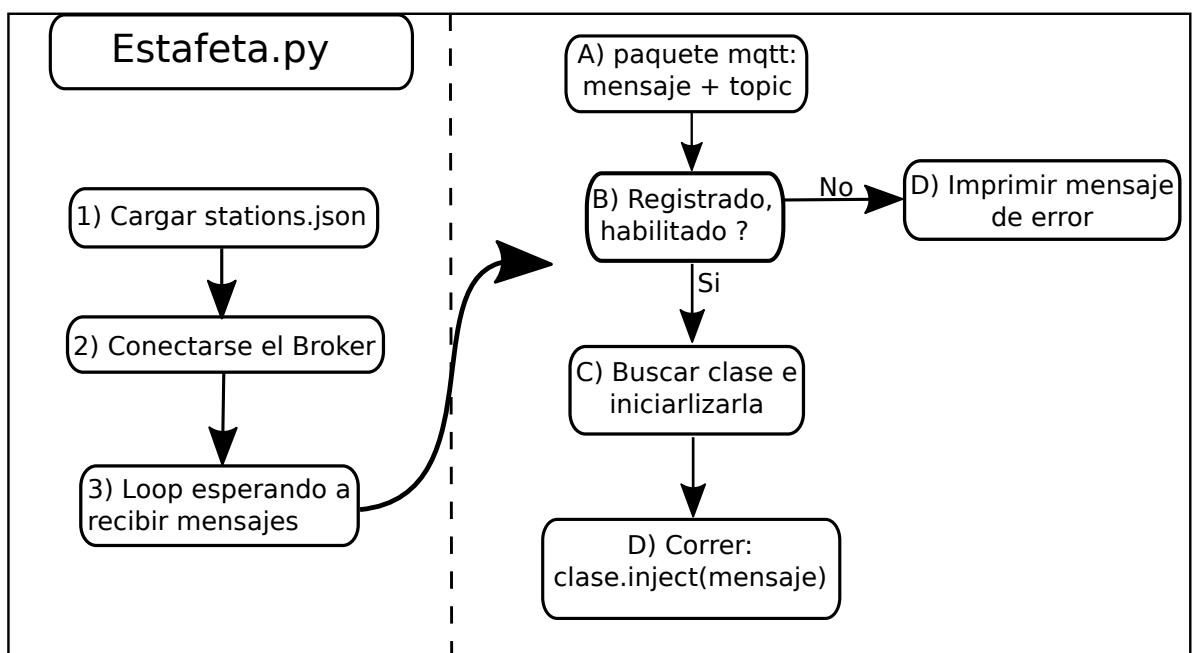 Estafeta.py
1) Cargar stations.json
2) Conectarse el Broker
3) Loop esperando a
recibir mensajes
A) paquete mqtt:
mensaje + topic
B) Registrado,
habilitado ?
No
D) Imprimir mensaje
de error
Si
C) Buscar clase e
iniciarlizarla
D) Correr:
clase.inject(mensaje)